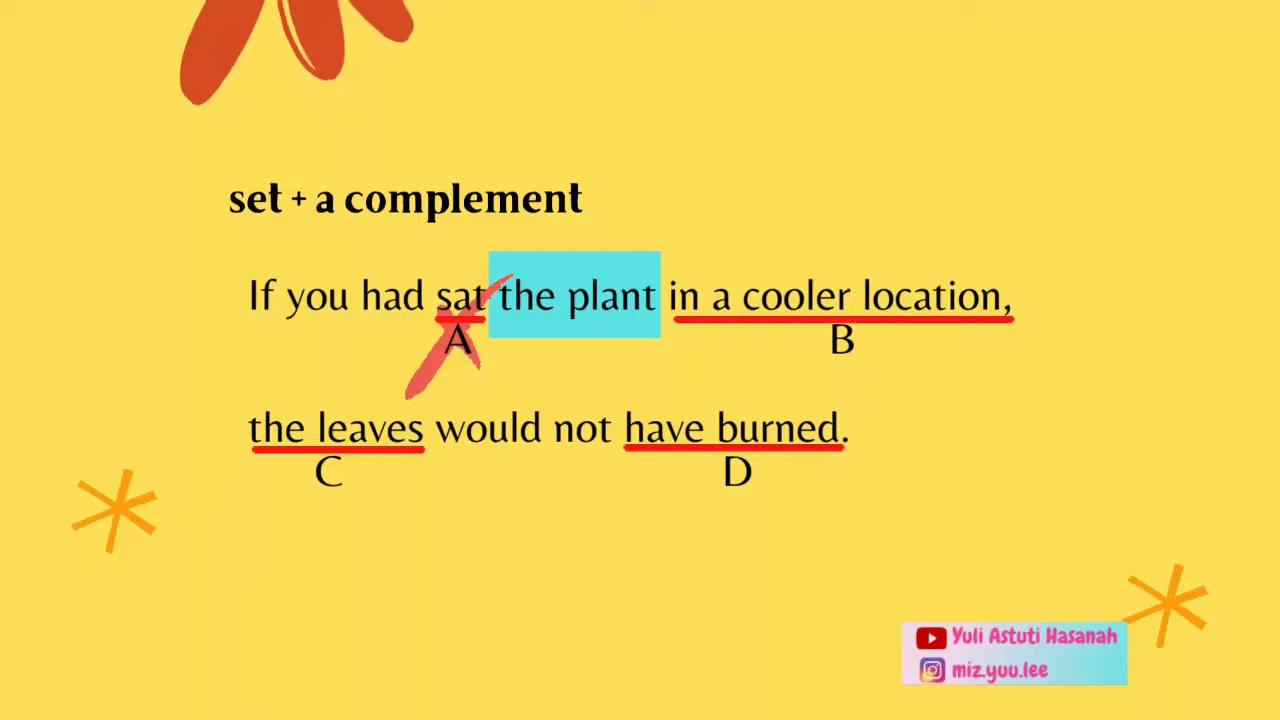 set + a complement
If you had sat the plant in a cooler location,
A B
the leaves would not have burned.
C D
Yuli Astuti Hasanah
miz.yuu.lee